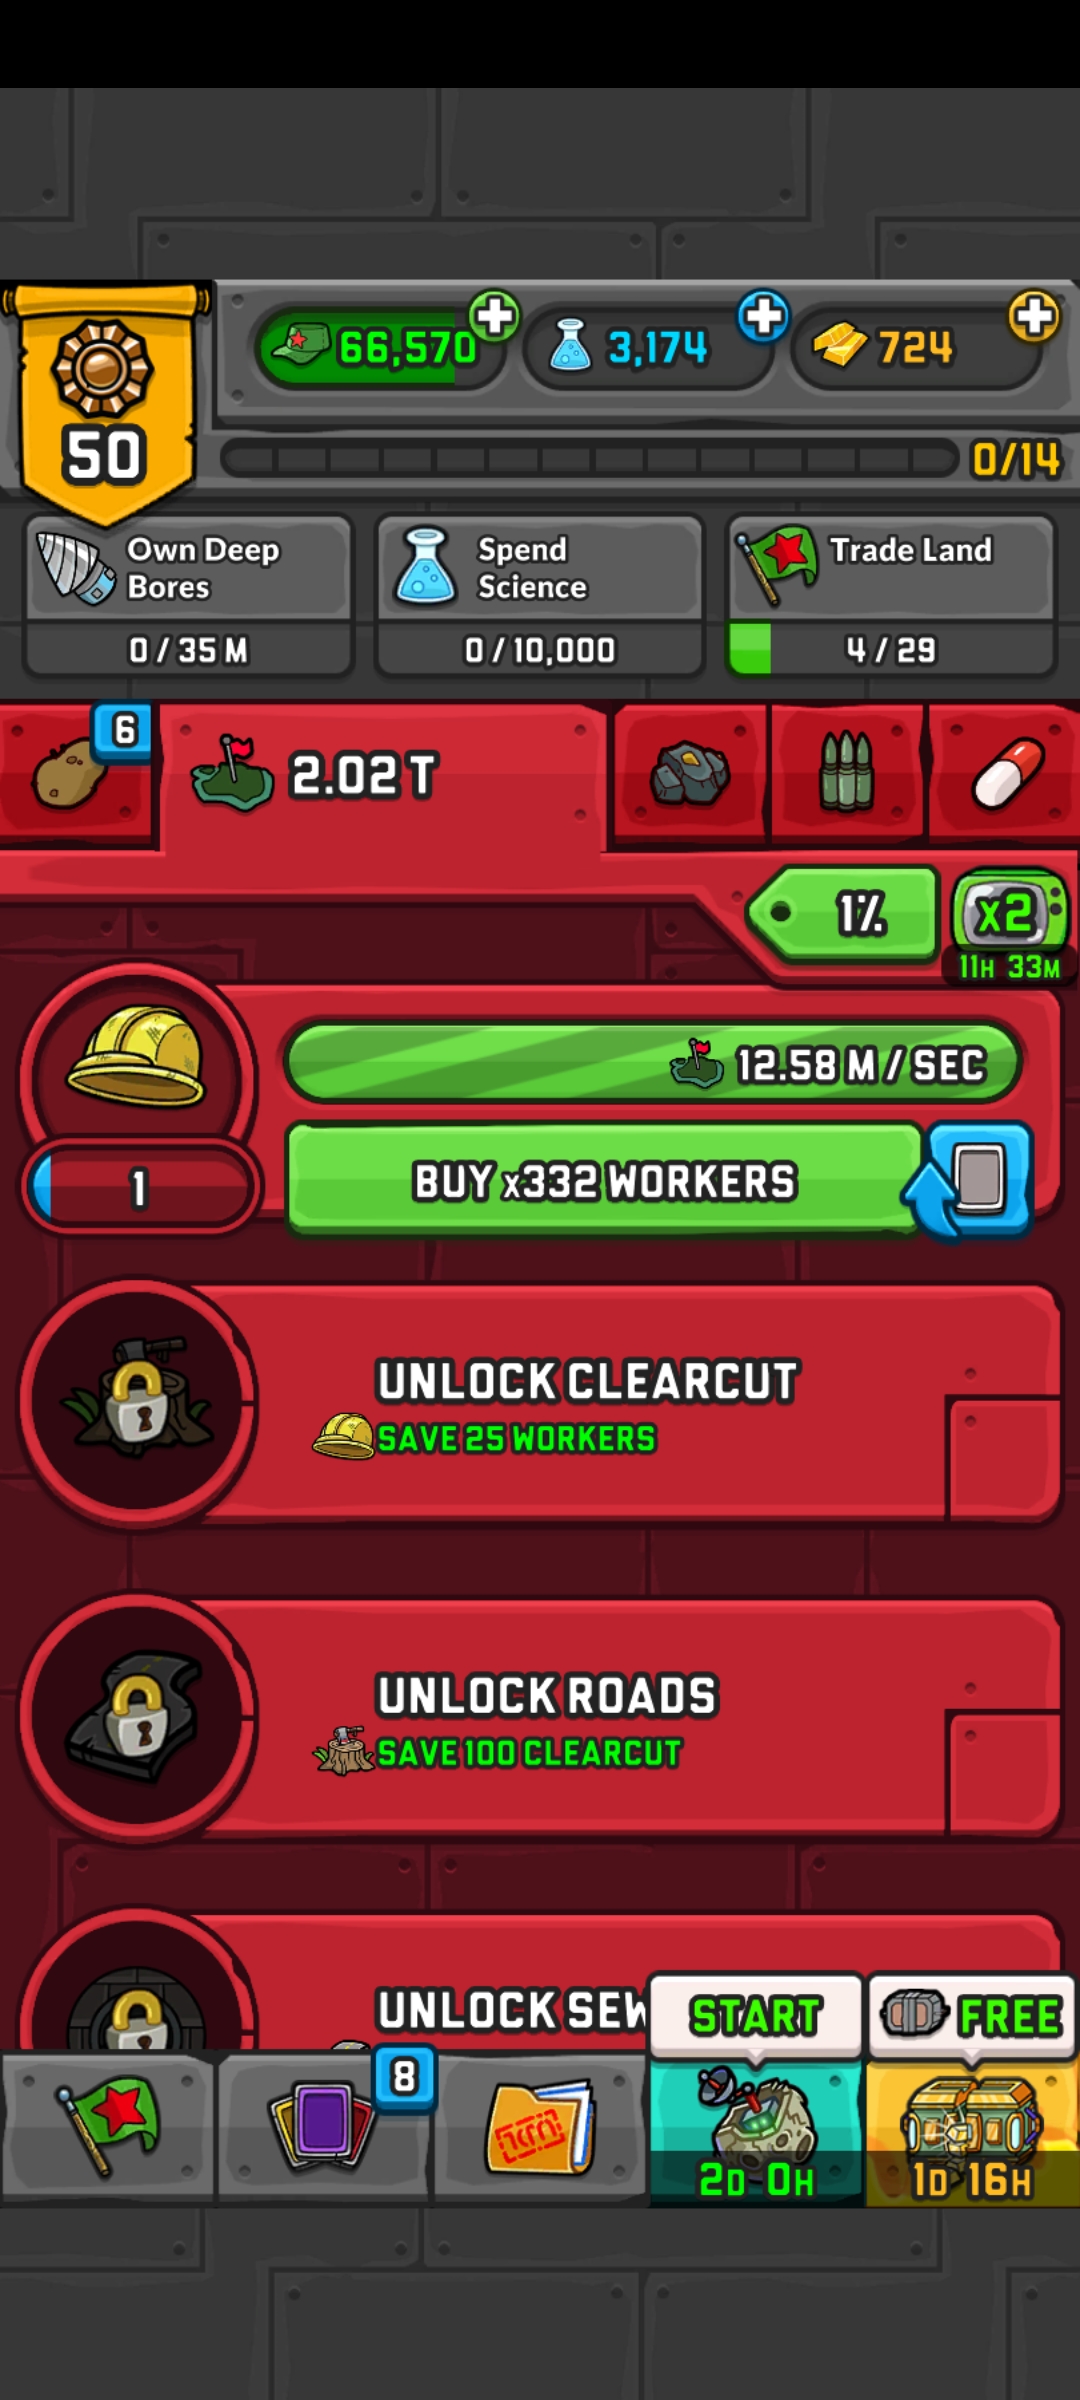 66,570
3,174
724
50
0/14
Own Deep
Bores
0 / 35 M
Spend
Science
0 / 10,000
Trade Land
4 / 29
6
2.02 T
1%
x2
11H 33M
12.58 M / SEC
1
BUY x332 WORKERS
UNLOCK CLEARCUT
SAVE 25 WORKERS
UNLOCK ROADS
SAVE 100 CLEARCUT
UNLOCK SEW
START
FREE
8
2D 0H
1D 16H